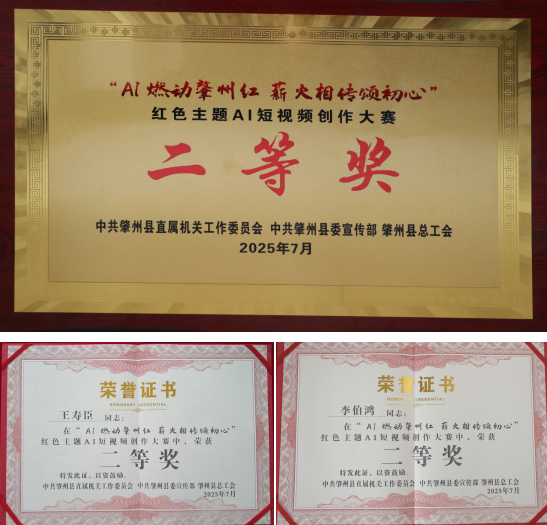 “AI燃动肇州红 薪火相传颂初心”
红色主题AI短视频创作大赛
二等奖
中共肇州县直属机关工作委员会 中共肇州县委宣传部 肇州县总工会
2025年7月
荣誉证书
HONORARY CREDENTIAL
王寿臣 同志:
在“AI燃动肇州红 薪火相传颂初心”
红色主题AI短视频创作大赛中,荣获
二等奖
特发此证,以资鼓励。
中共肇州县直属机关工作委员会 中共肇州县委宣传部 肇州县总工会
2025年7月
荣誉证书
HONORARY CREDENTIAL
李伯鸿 同志:
在“AI燃动肇州红 薪火相传颂初心”
红色主题AI短视频创作大赛中,荣获
二等奖
特发此证,以资鼓励。
中共肇州县直属机关工作委员会 中共肇州县委宣传部 肇州县总工会
2025年7月